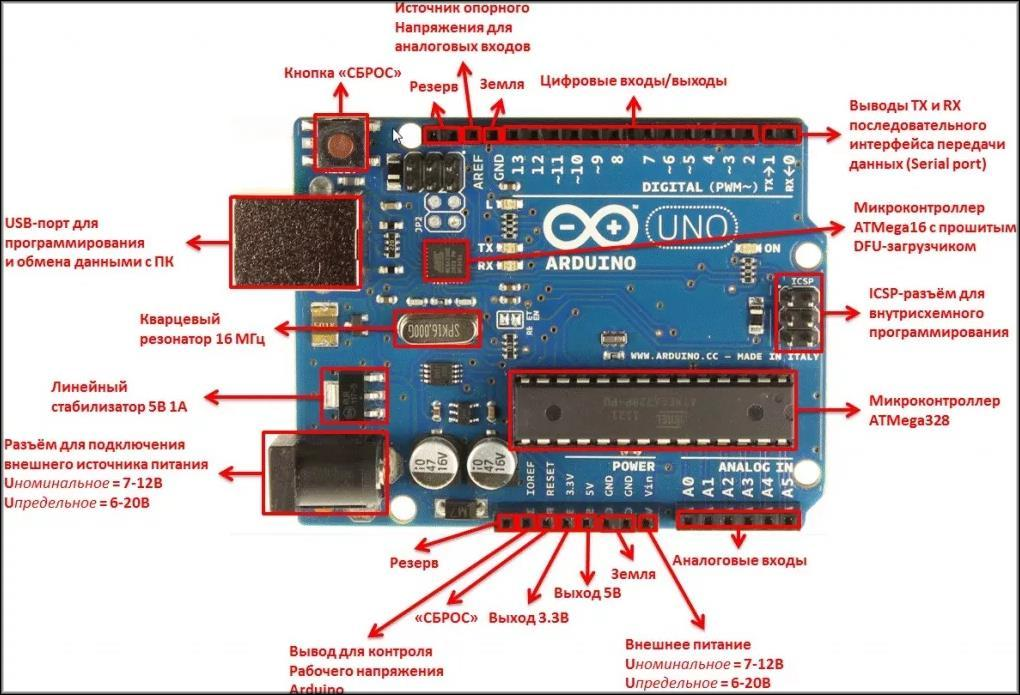 Источник опорного
Напряжения для
аналоговых входов
Кнопка «СБРОС»
Резерв
Земля
Цифровые входы/выходы
Выводы TX и RX
последовательного
интерфейса передачи
данных (Serial port)
USB-порт для
программирования
и обмена данными с ПК
Микроконтроллер
ATMega16 с прошитым
DFU-загрузчиком
Кварцевый
резонатор 16 МГц
ICSP-разъём для
внутрисхемного
программирования
Линейный
стабилизатор 5В 1А
Микроконтроллер
ATMega328
Разъём для подключения
внешнего источника питания
Uноминальное = 7-12В
Uпредельное = 6-20В
Резерв
«СБРОС»
Выход 3.3В
Выход 5В
Земля
Аналоговые входы
Вывод для контроля
Рабочего напряжения
Arduino
Внешнее питание
Uноминальное = 7-12В
Uпредельное = 6-20В
AREF
GND
13
12
~11
~10
~9
8
7
~6
~5
4
~3
2
TX→1
RX←0
DIGITAL (PWM~)
JP2
L
TX
RX
UNO
ARDUINO
ON
ICSP
SPK16.000G
WWW.ARDUINO.CC – MADE IN ITALY
47
16V
47
16V
POWER
ANALOG IN
IOREF
RESET
3.3V
5V
GND
GND
Vin
A0
A1
A2
A3
A4
A5